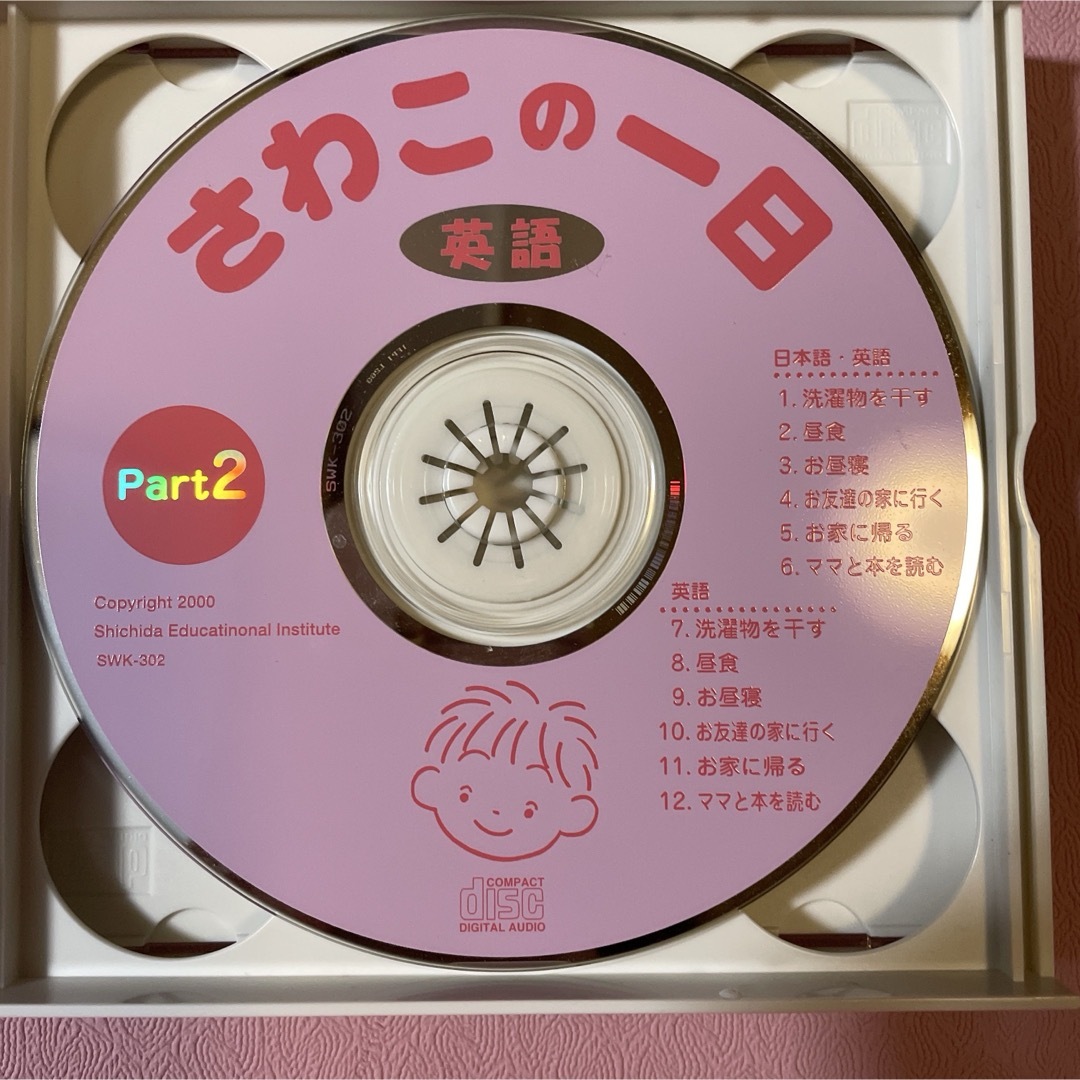 さわこの一日
英語
日本語・英語
1. 洗濯物を干す
2. 昼食
3. お昼寝
4. お友達の家に行く
5. お家に帰る
6. ママと本を読む
英語
7. 洗濯物を干す
8. 昼食
9. お昼寝
10. お友達の家に行く
11. お家に帰る
12. ママと本を読む
Part2
Copyright 2000
Shichida Educatinonal Institute
SWK-302
SWK-302
COMPACT
disc
DIGITAL AUDIO